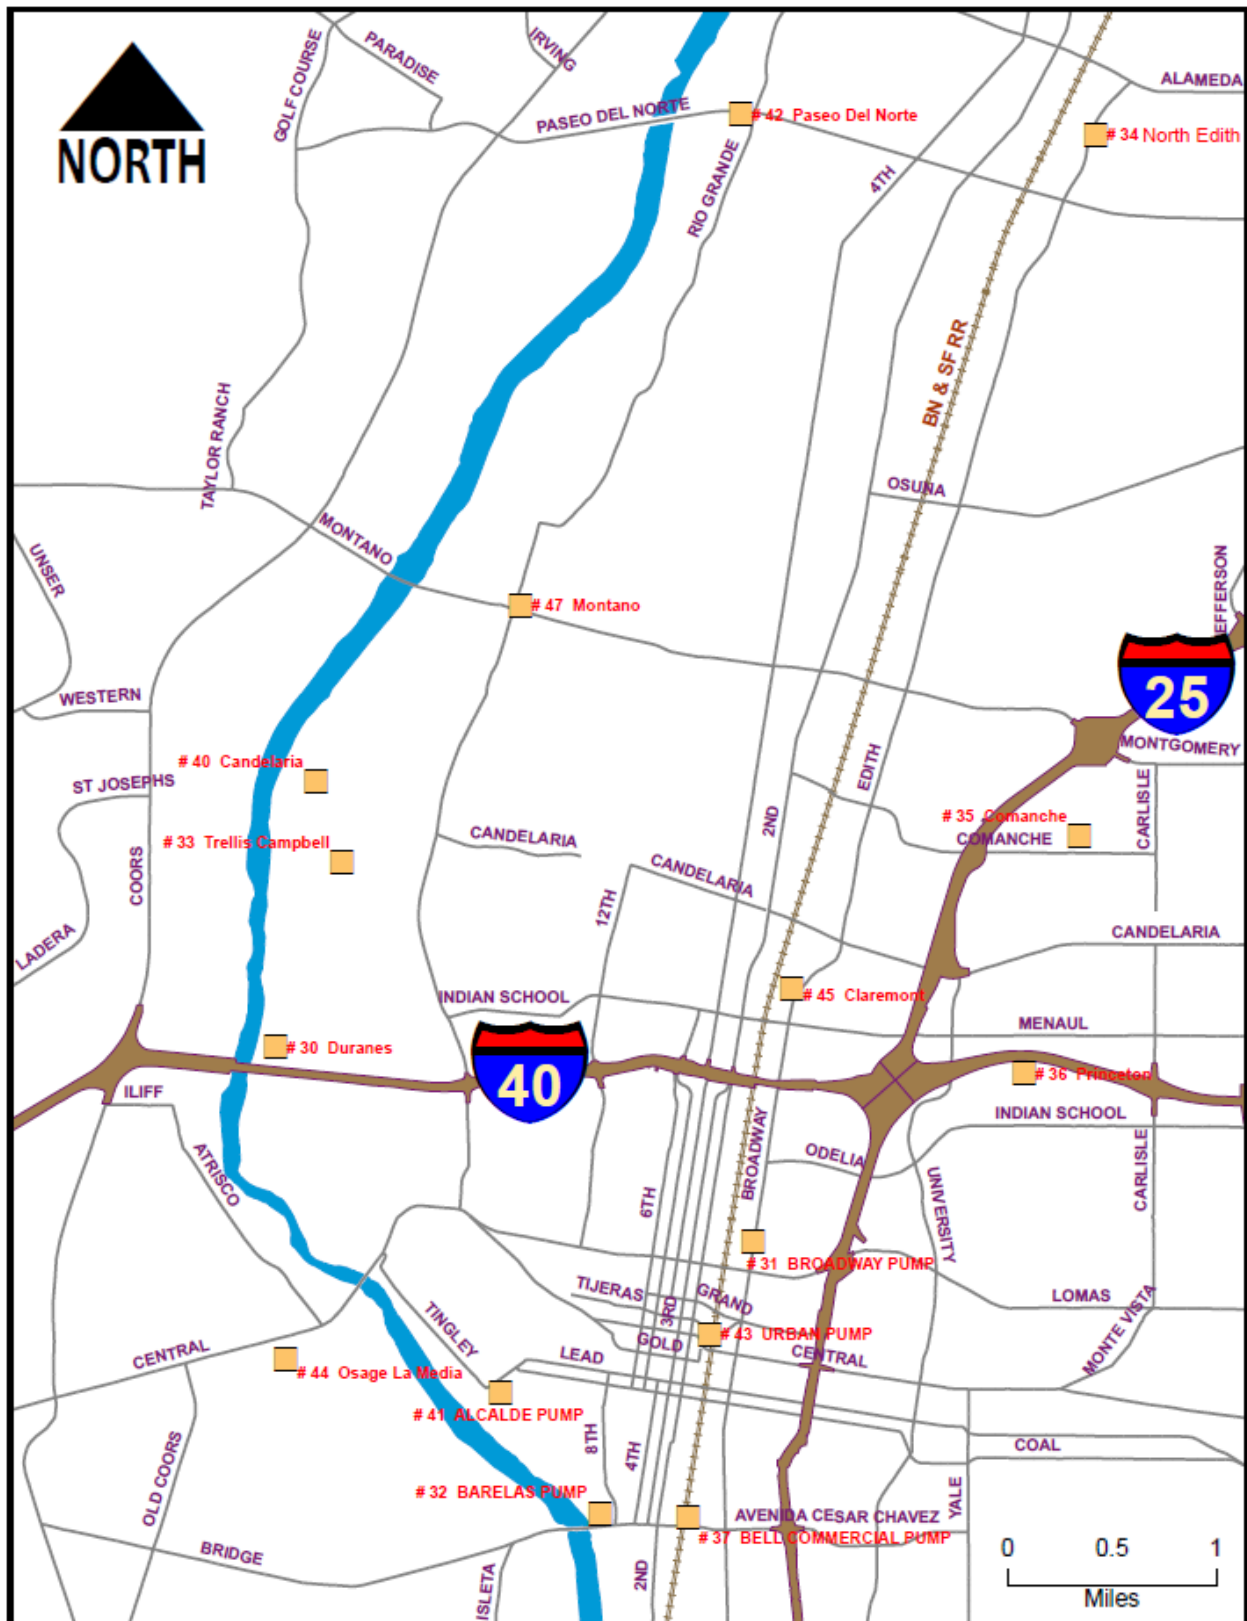 IRVING
PARADISE
GOLF COURSE
ALAMEDA
PASEO DEL NORTE
# 42 Paseo Del Norte
# 34 North Edith
NORTH
RIO GRANDE
4TH
BN & SF RR
TAYLOR RANCH
OSUNA
MONTANO
UNSER
JEFFERSON
# 47 Montano
25
WESTERN
MONTGOMERY
# 40 Candelaria
EDITH
ST JOSEPHS
CARLISLE
2ND
# 35 Comanche
COMANCHE
# 33 Trellis Campbell
CANDELARIA
CANDELARIA
COORS
12TH
LADERA
CANDELARIA
INDIAN SCHOOL
# 45 Claremont
MENAUL
# 30 Duranes
40
# 36 Princeton
ILIFF
INDIAN SCHOOL
BROADWAY
ODELIA
ATRISCO
6TH
UNIVERSITY
CARLISLE
# 31 BROADWAY PUMP
TIJERAS
GRAND
LOMAS
3RD
TINGLEY
GOLD
# 43 URBAN PUMP
MONTE VISTA
CENTRAL
LEAD
CENTRAL
# 44 Osage La Media
# 41 ALCALDE PUMP
8TH
COAL
4TH
OLD COORS
# 32 BARELAS PUMP
YALE
AVENIDA CESAR CHAVEZ
# 37 BELL COMMERCIAL PUMP
BRIDGE
2ND
ISLETA
0 0.5 1
Miles